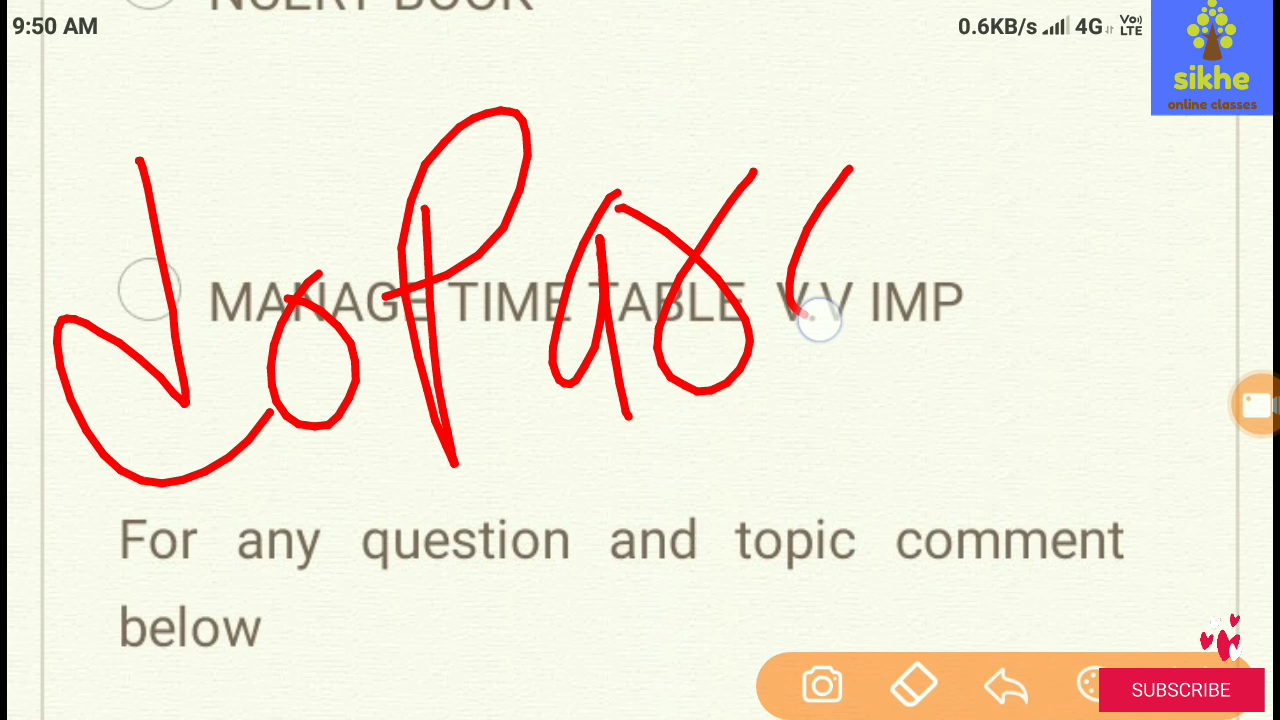 NCERT BOOK
9:50 AM
0.6KB/s 4G Vo) LTE
sikhe
online classes
MANAGE TIME TABLE V.V IMP
For any question and topic comment
below
SUBSCRIBE